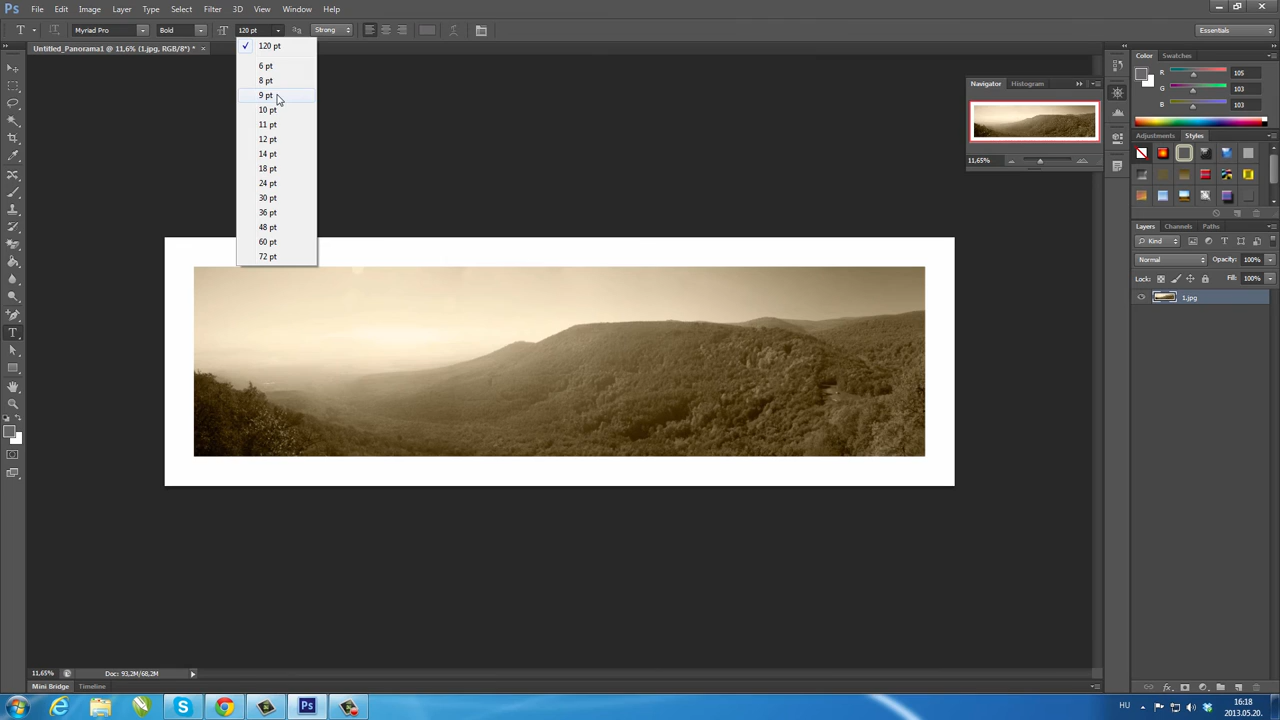 Ps File Edit Image Layer Type Select Filter 3D View Window Help
T Myriad Pro Bold 120 pt Strong Essentials
Untitled_Panorama1 @ 11,6% (1.jpg, RGB/8*) * ×
120 pt
6 pt
8 pt
9 pt
10 pt
11 pt
12 pt
14 pt
18 pt
24 pt
30 pt
36 pt
48 pt
60 pt
72 pt
Navigator Histogram
11,65%
Color Swatches
R 105
G 103
B 103
Adjustments Styles
Layers Channels Paths
Kind
Normal Opacity: 100%
Lock: Fill: 100%
1.jpg
11,65% Doc: 93,2M/68,2M
Mini Bridge Timeline
Ps HU 16:18
2013.05.20.